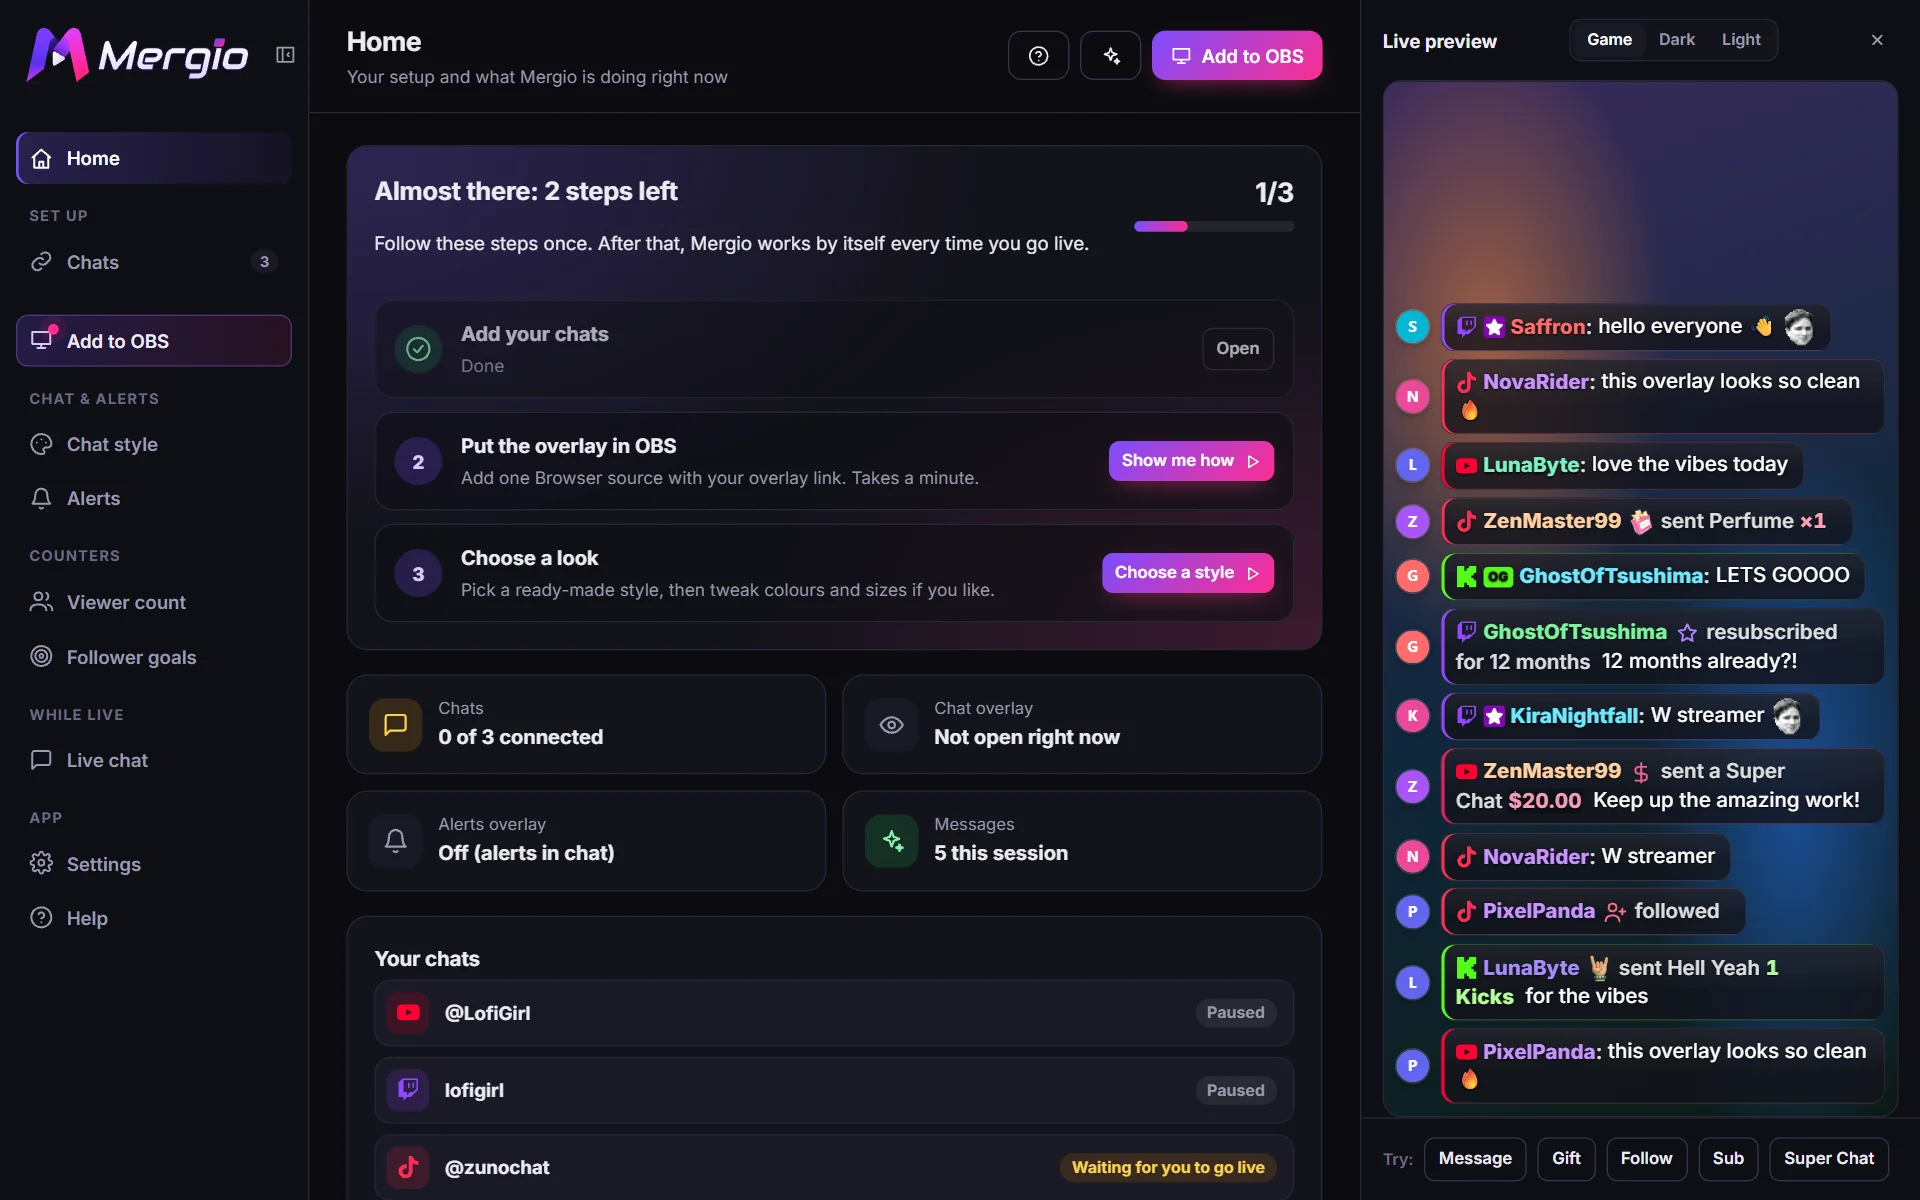 Mergio
Home
SET UP
Chats
3
Add to OBS
CHAT & ALERTS
Chat style
Alerts
COUNTERS
Viewer count
Follower goals
WHILE LIVE
Live chat
APP
Settings
Help
Home
Your setup and what Mergio is doing right now
Add to OBS
Almost there: 2 steps left
1/3
Follow these steps once. After that, Mergio works by itself every time you go live.
Add your chats
Done
Open
2
Put the overlay in OBS
Add one Browser source with your overlay link. Takes a minute.
Show me how
3
Choose a look
Pick a ready-made style, then tweak colours and sizes if you like.
Choose a style
Chats
0 of 3 connected
Chat overlay
Not open right now
Alerts overlay
Off (alerts in chat)
Messages
5 this session
Your chats
@LofiGirl
Paused
lofigirl
Paused
@zunochat
Waiting for you to go live
Live preview
Game
Dark
Light
S
Saffron: hello everyone 👋
N
NovaRider: this overlay looks so clean
🔥
L
LunaByte: love the vibes today
Z
ZenMaster99 sent Perfume ×1
G
OG GhostOfTsushima: LETS GOOOO
G
GhostOfTsushima resubscribed
for 12 months 12 months already?!
K
KiraNightfall: W streamer
Z
ZenMaster99 $ sent a Super
Chat $20.00 Keep up the amazing work!
N
NovaRider: W streamer
P
PixelPanda followed
L
LunaByte sent Hell Yeah 1
Kicks for the vibes
P
PixelPanda: this overlay looks so clean
🔥
Try:
Message
Gift
Follow
Sub
Super Chat